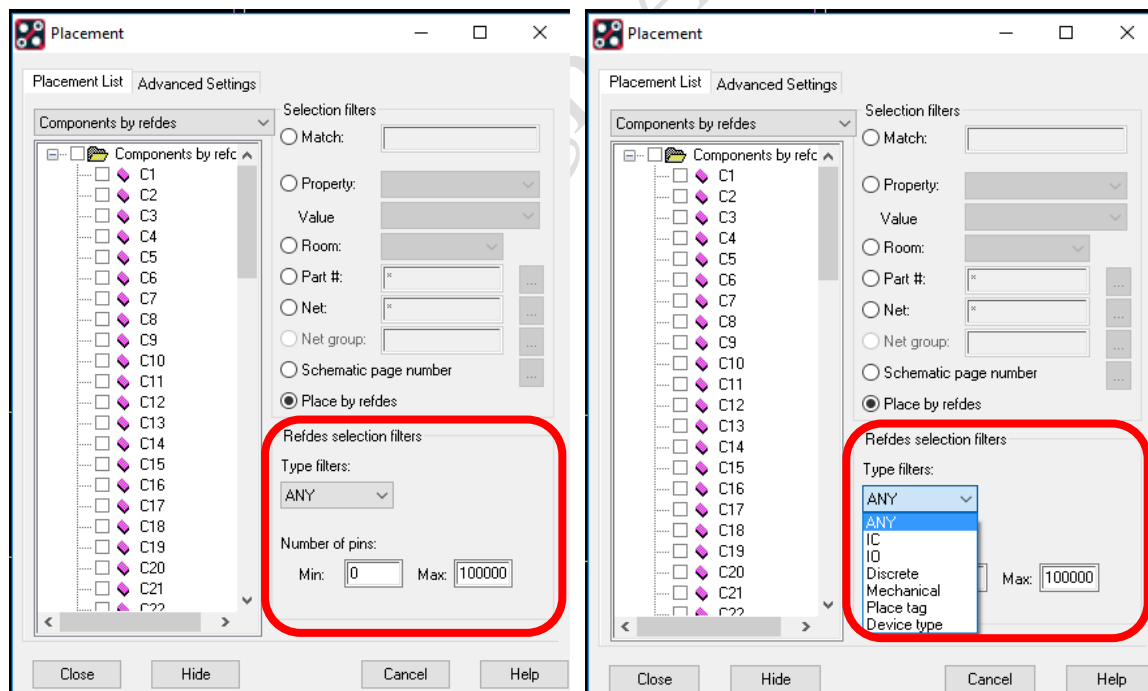 Placement
Placement List Advanced Settings
Components by refdes
Components by refc
C1
C2
C3
C4
C5
C6
C7
C8
C9
C10
C11
C12
C13
C14
C15
C16
C17
C18
C19
C20
C21
C22
Selection filters
Match:
Property:
Value
Room:
Part #: *
...
Net: *
...
Net group:
...
Schematic page number
...
Place by refdes
Refdes selection filters
Type filters:
ANY
Number of pins:
Min: 0 Max: 100000
Close Hide Cancel Help
Placement
Placement List Advanced Settings
Components by refdes
Components by refc
C1
C2
C3
C4
C5
C6
C7
C8
C9
C10
C11
C12
C13
C14
C15
C16
C17
C18
C19
C20
C21
C22
Selection filters
Match:
Property:
Value
Room:
Part #: *
...
Net: *
...
Net group:
...
Schematic page number
...
Place by refdes
Refdes selection filters
Type filters:
ANY
ANY
IC
IO
Discrete
Mechanical
Place tag
Device type
Max: 100000
Close Hide Cancel Help